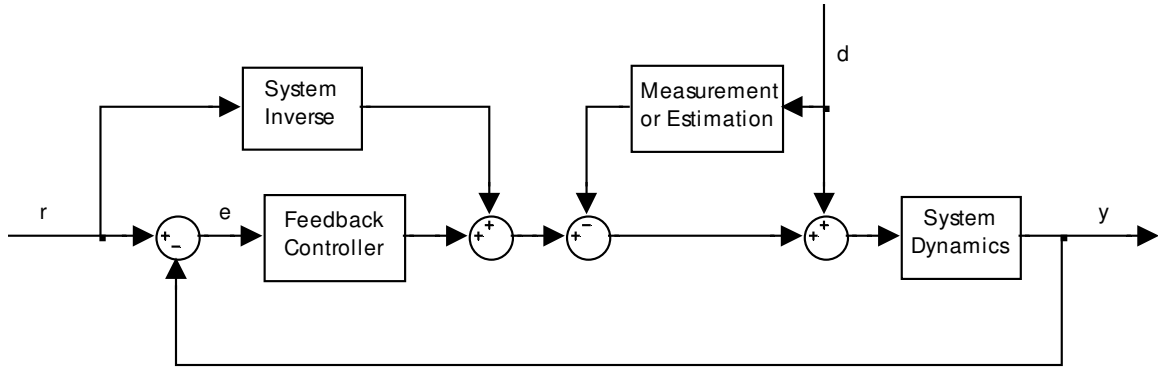 d
System
Inverse
Measurement
or Estimation
r
+
−
e
Feedback
Controller
+
+
+
−
+
+
System
Dynamics
y